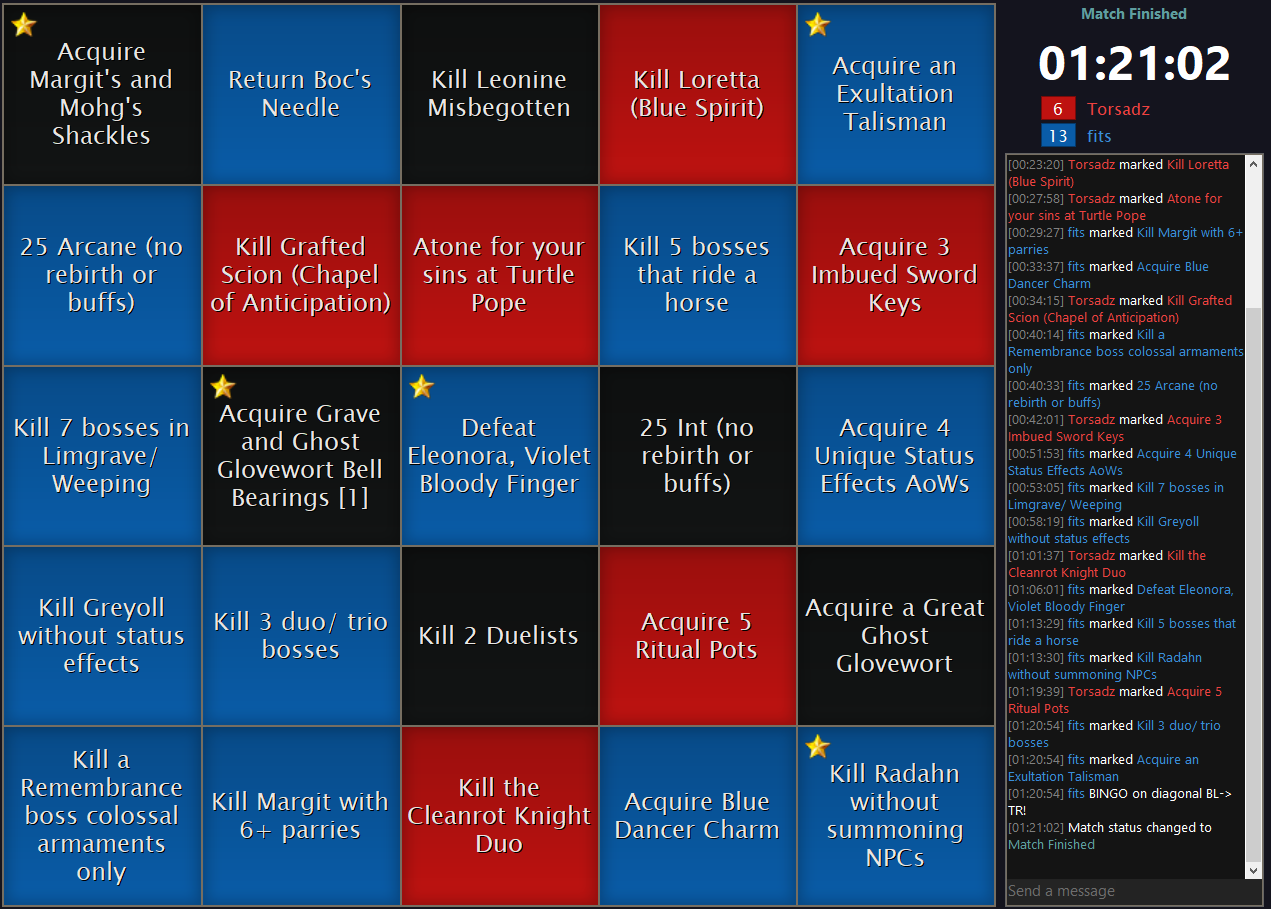 Acquire
Margit's and
Mohg's
Shackles
Return Boc's
Needle
Kill Leonine
Misbegotten
Kill Loretta
(Blue Spirit)
Acquire an
Exultation
Talisman
25 Arcane (no
rebirth or
buffs)
Kill Grafted
Scion (Chapel
of Anticipation)
Atone for your
sins at Turtle
Pope
Kill 5 bosses
that ride a
horse
Acquire 3
Imbued Sword
Keys
Kill 7 bosses in
Limgrave/
Weeping
Acquire Grave
and Ghost
Glovewort Bell
Bearings [1]
Defeat
Eleonora, Violet
Bloody Finger
25 Int (no
rebirth or
buffs)
Acquire 4
Unique Status
Effects AoWs
Kill Greyoll
without status
effects
Kill 3 duo/ trio
bosses
Kill 2 Duelists
Acquire 5
Ritual Pots
Acquire a Great
Ghost
Glovewort
Kill a
Remembrance
boss colossal
armaments
only
Kill Margit with
6+ parries
Kill the
Cleanrot Knight
Duo
Acquire Blue
Dancer Charm
Kill Radahn
without
summoning
NPCs
Match Finished
01:21:02
6 Torsadz
13 fits
[00:23:20] Torsadz marked Kill Loretta
(Blue Spirit)
[00:27:58] Torsadz marked Atone for
your sins at Turtle Pope
[00:29:27] fits marked Kill Margit with 6+
parries
[00:33:37] fits marked Acquire Blue
Dancer Charm
[00:34:15] Torsadz marked Kill Grafted
Scion (Chapel of Anticipation)
[00:40:14] fits marked Kill a
Remembrance boss colossal armaments
only
[00:40:33] fits marked 25 Arcane (no
rebirth or buffs)
[00:42:01] Torsadz marked Acquire 3
Imbued Sword Keys
[00:51:53] fits marked Acquire 4 Unique
Status Effects AoWs
[00:53:05] fits marked Kill 7 bosses in
Limgrave/ Weeping
[00:58:19] fits marked Kill Greyoll
without status effects
[01:01:37] Torsadz marked Kill the
Cleanrot Knight Duo
[01:06:01] fits marked Defeat Eleonora,
Violet Bloody Finger
[01:13:29] fits marked Kill 5 bosses that
ride a horse
[01:13:30] fits marked Kill Radahn
without summoning NPCs
[01:19:39] Torsadz marked Acquire 5
Ritual Pots
[01:20:54] fits marked Kill 3 duo/ trio
bosses
[01:20:54] fits marked Acquire an
Exultation Talisman
[01:20:54] fits BINGO on diagonal BL->
TR!
[01:21:02] Match status changed to
Match Finished
Send a message